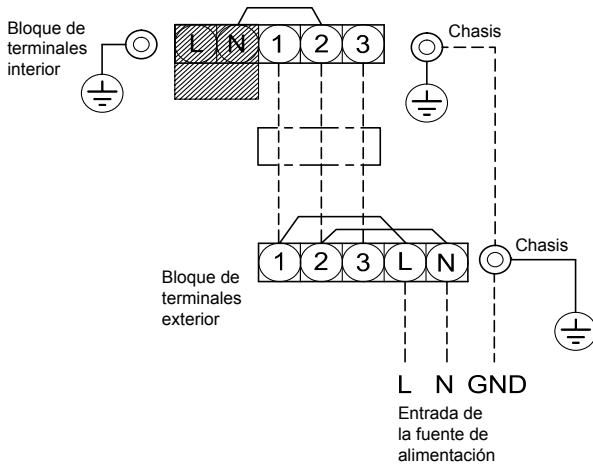 Bloque de
terminales
interior
L N 1 2 3
Chasis
1 2 3 L N
Chasis
Bloque de
terminales
exterior
L N GND
Entrada de
la fuente de
alimentación